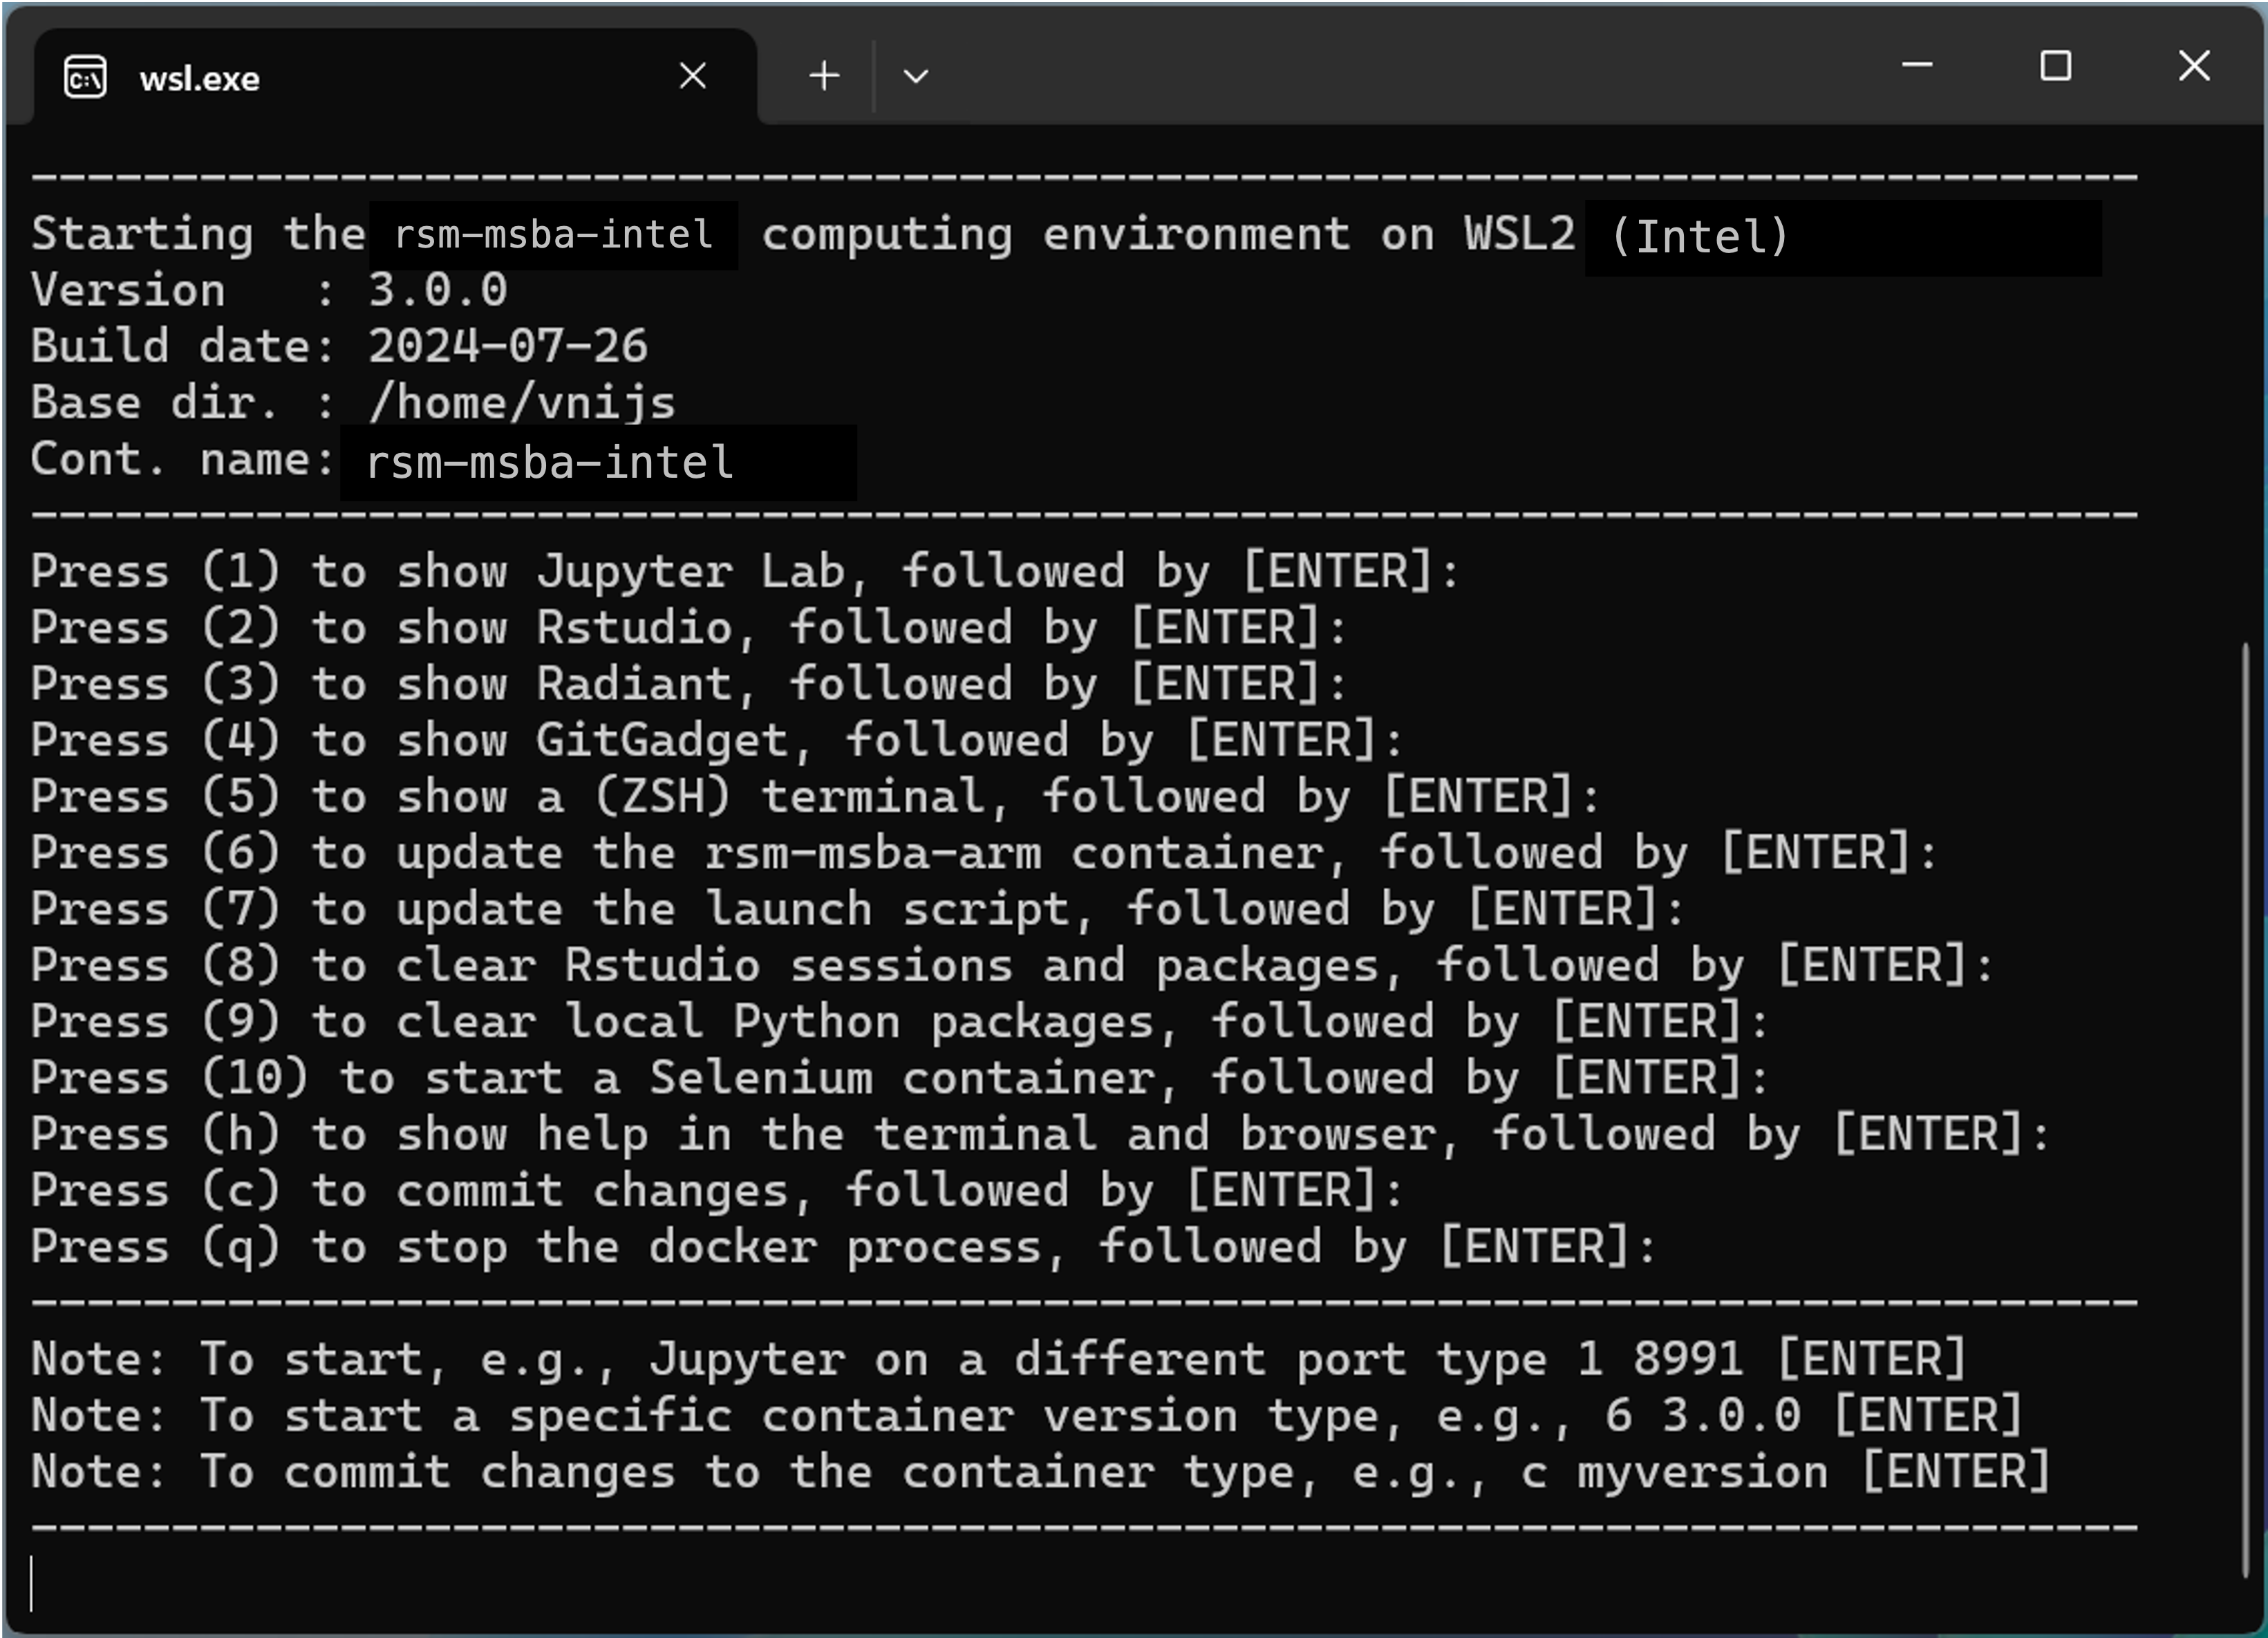 wsl.exe
--------------------------------------------------------------------------
Starting the rsm-msba-intel computing environment on WSL2 (Intel)
Version   : 3.0.0
Build date: 2024-07-26
Base dir. : /home/vnijs
Cont. name: rsm-msba-intel
--------------------------------------------------------------------------
Press (1) to show Jupyter Lab, followed by [ENTER]:
Press (2) to show Rstudio, followed by [ENTER]:
Press (3) to show Radiant, followed by [ENTER]:
Press (4) to show GitGadget, followed by [ENTER]:
Press (5) to show a (ZSH) terminal, followed by [ENTER]:
Press (6) to update the rsm-msba-arm container, followed by [ENTER]:
Press (7) to update the launch script, followed by [ENTER]:
Press (8) to clear Rstudio sessions and packages, followed by [ENTER]:
Press (9) to clear local Python packages, followed by [ENTER]:
Press (10) to start a Selenium container, followed by [ENTER]:
Press (h) to show help in the terminal and browser, followed by [ENTER]:
Press (c) to commit changes, followed by [ENTER]:
Press (q) to stop the docker process, followed by [ENTER]:
--------------------------------------------------------------------------
Note: To start, e.g., Jupyter on a different port type 1 8991 [ENTER]
Note: To start a specific container version type, e.g., 6 3.0.0 [ENTER]
Note: To commit changes to the container type, e.g., c myversion [ENTER]
--------------------------------------------------------------------------